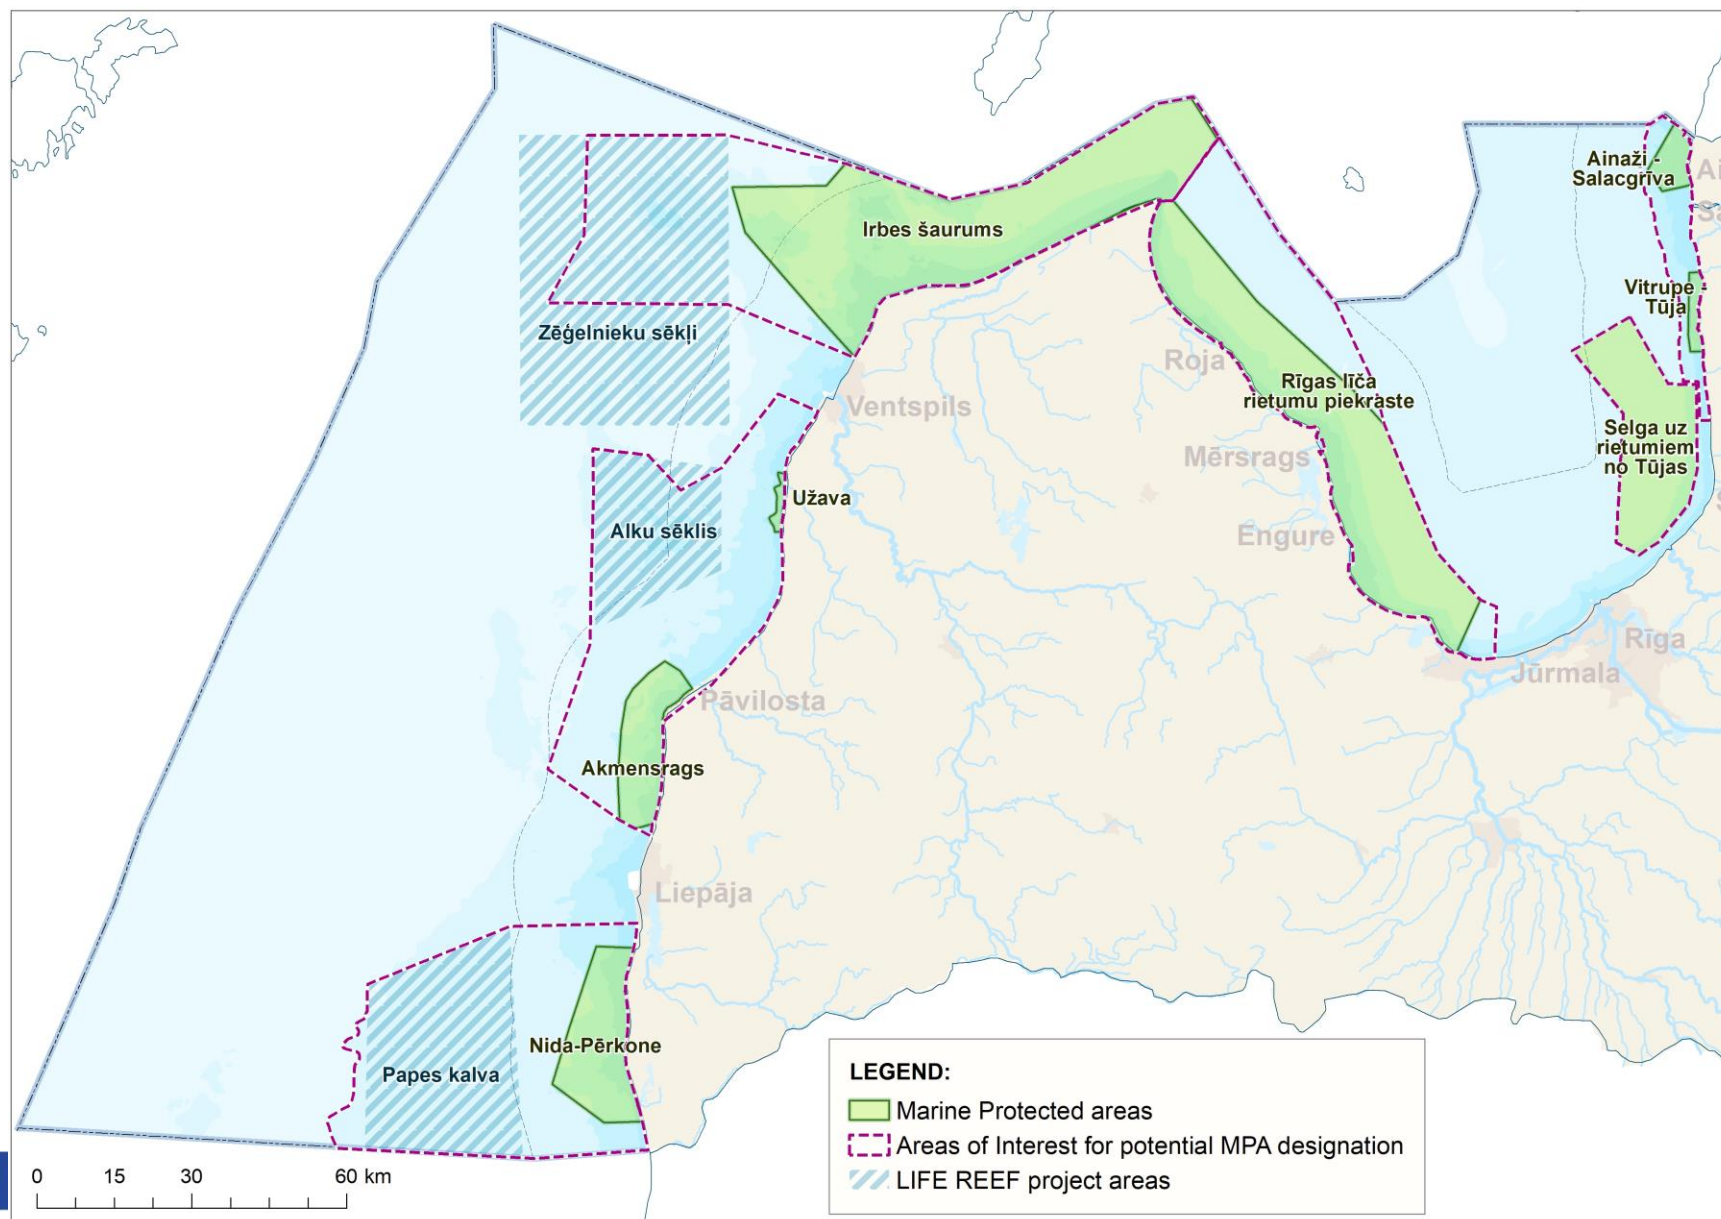 Ainaži -
Salacgrīva
Ai
Sa
Irbes šaurums
Vitrupe -
Tūja
Zēģelnieku sēkļi
Roja
Rīgas līča
rietumu piekraste
Ventspils
Selga uz
rietumiem
no Tūjas
Mērsrags
Užava
S
Alku sēklis
Engure
Rīga
Jūrmala
Pāvilosta
Akmensrags
Liepāja
Nida-Pērkone
Papes kalva
LEGEND:
Marine Protected areas
Areas of Interest for potential MPA designation
LIFE REEF project areas
0 15 30 60 km